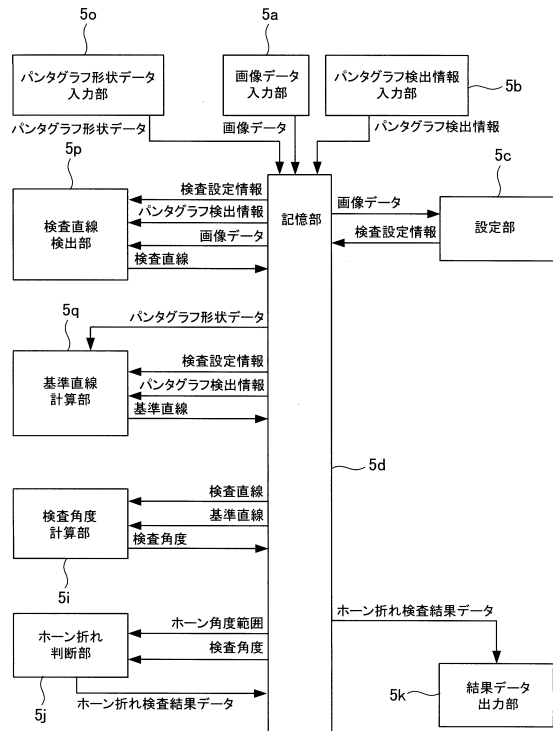 5o
5a
パンタグラフ形状データ
入力部
画像データ
入力部
パンタグラフ検出情報
入力部
5b
パンタグラフ形状データ
画像データ
パンタグラフ検出情報
5p
5c
検査直線
検出部
検査設定情報
パンタグラフ検出情報
画像データ
検査直線
記憶部
画像データ
検査設定情報
設定部
5q
パンタグラフ形状データ
基準直線
計算部
検査設定情報
パンタグラフ検出情報
基準直線
5d
検査角度
計算部
検査直線
基準直線
検査角度
5i
ホーン折れ
判断部
ホーン角度範囲
検査角度
ホーン折れ検査結果データ
5j
ホーン折れ検査結果データ
5k
結果データ
出力部